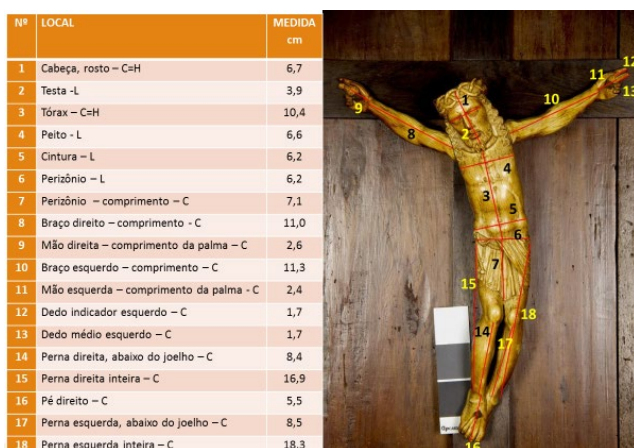 Nº LOCAL MEDIDA
cm
1 Cabeça, rosto – C=H 6,7
2 Testa -L 3,9
3 Tórax – C=H 10,4
4 Peito - L 6,6
5 Cintura – L 6,2
6 Perizônio – L 6,2
7 Perizônio – comprimento – C 7,1
8 Braço direito – comprimento - C 11,0
9 Mão direita – comprimento da palma – C 2,6
10 Braço esquerdo – comprimento – C 11,3
11 Mão esquerda – comprimento da palma - C 2,4
12 Dedo indicador esquerdo – C 1,7
13 Dedo médio esquerdo – C 1,7
14 Perna direita, abaixo do joelho – C 8,4
15 Perna direita inteira – C 16,9
16 Pé direito – C 5,5
17 Perna esquerda, abaixo do joelho – C 8,5
18 Perna esquerda inteira – C 18,3
12
11
13
10
1
9
8
2
4
3
5
6
7
15
18
14
17
16